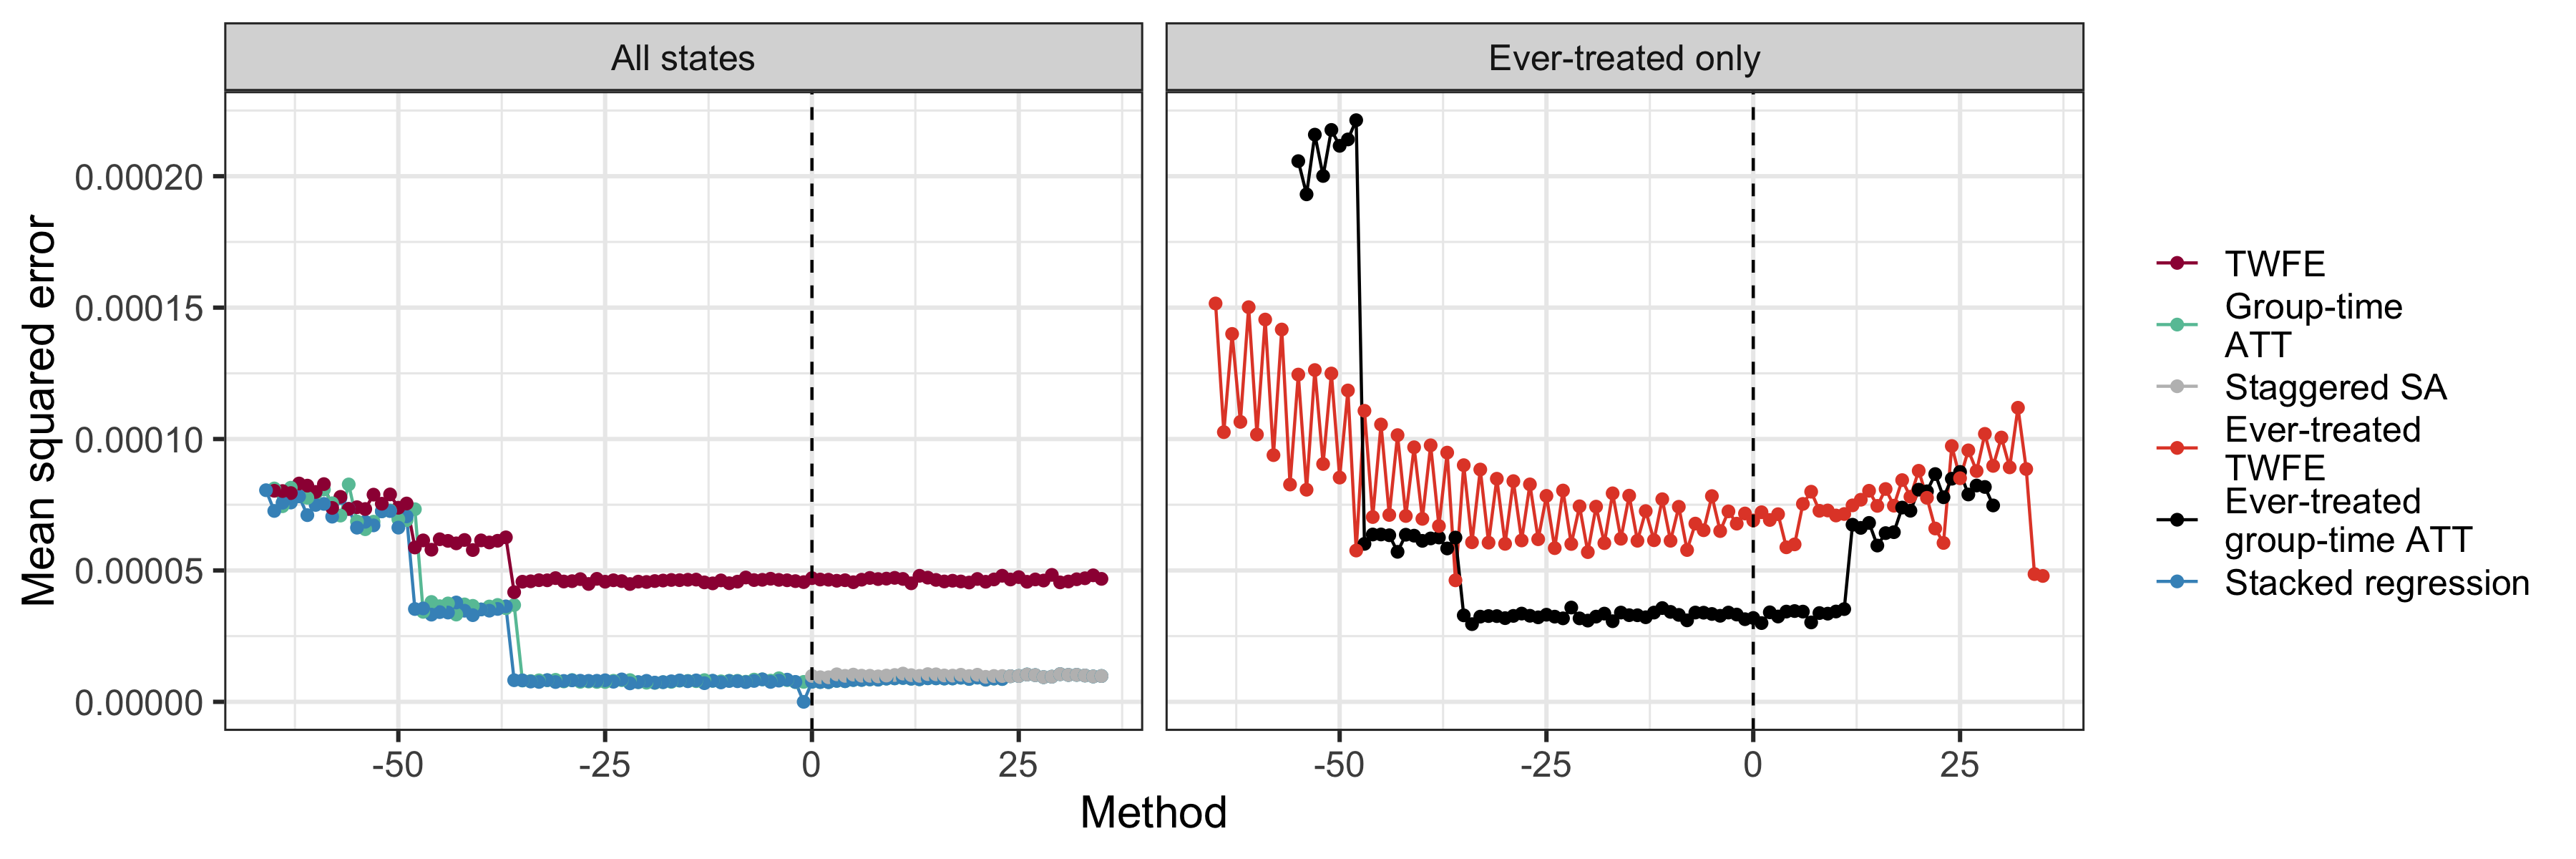 All states
Ever-treated only
Mean squared error
0.00020
0.00015
0.00010
0.00005
0.00000
-50 -25 0 25
-50 -25 0 25
Method
TWFE
Group-time
ATT
Staggered SA
Ever-treated
TWFE
Ever-treated
group-time ATT
Stacked regression